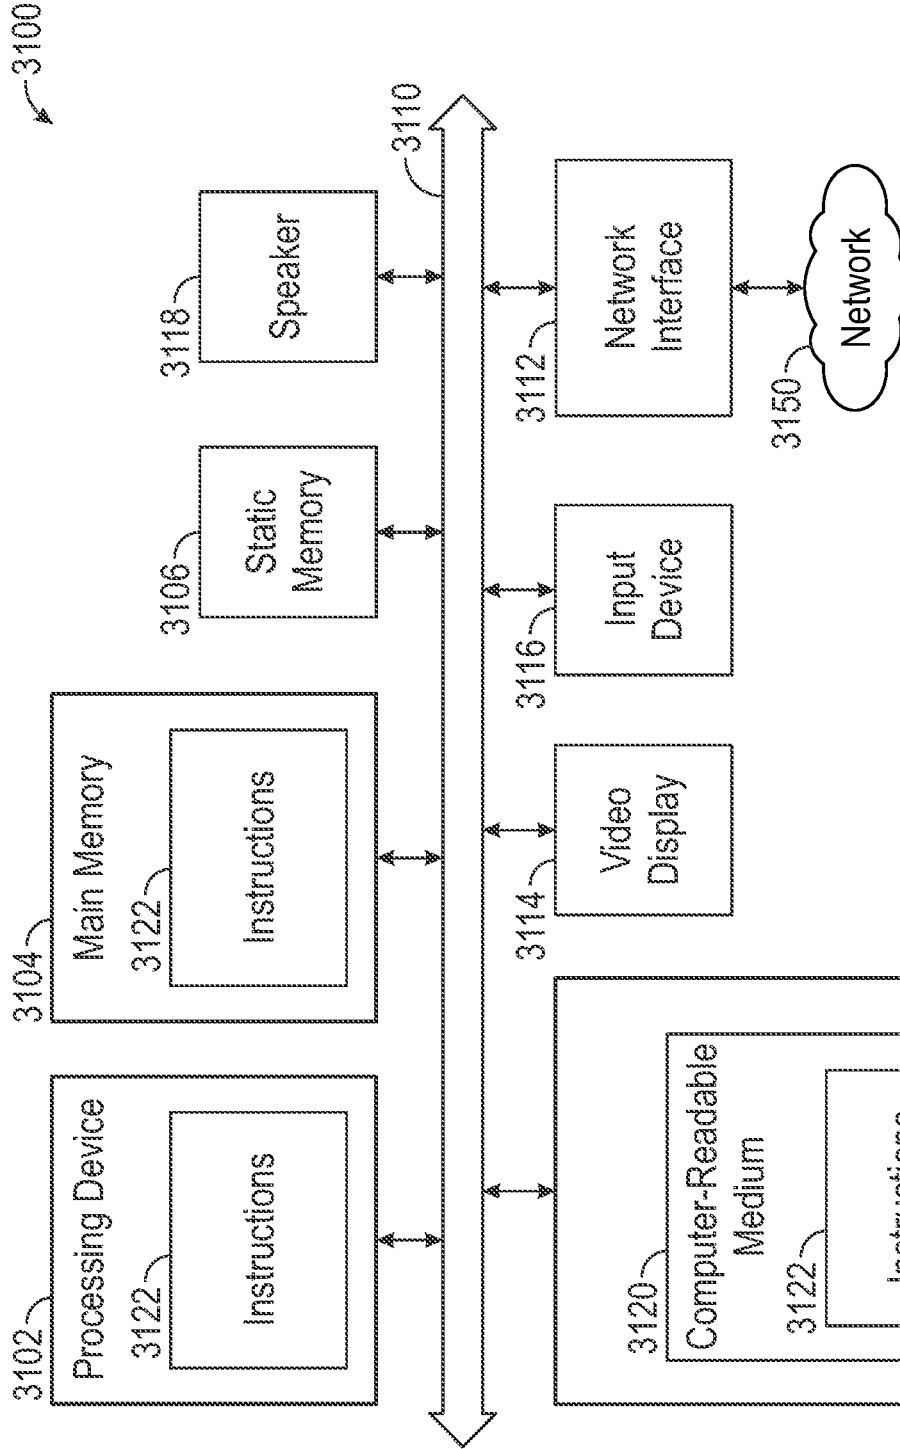 3100
3102
Processing Device
3122
Instructions
3104
Main Memory
3122
Instructions
3106
Static
Memory
3118
Speaker
3110
3120
Computer-Readable
Medium
3122
3114
Video
Display
3116
Input
Device
3112
Network
Interface
3150
Network